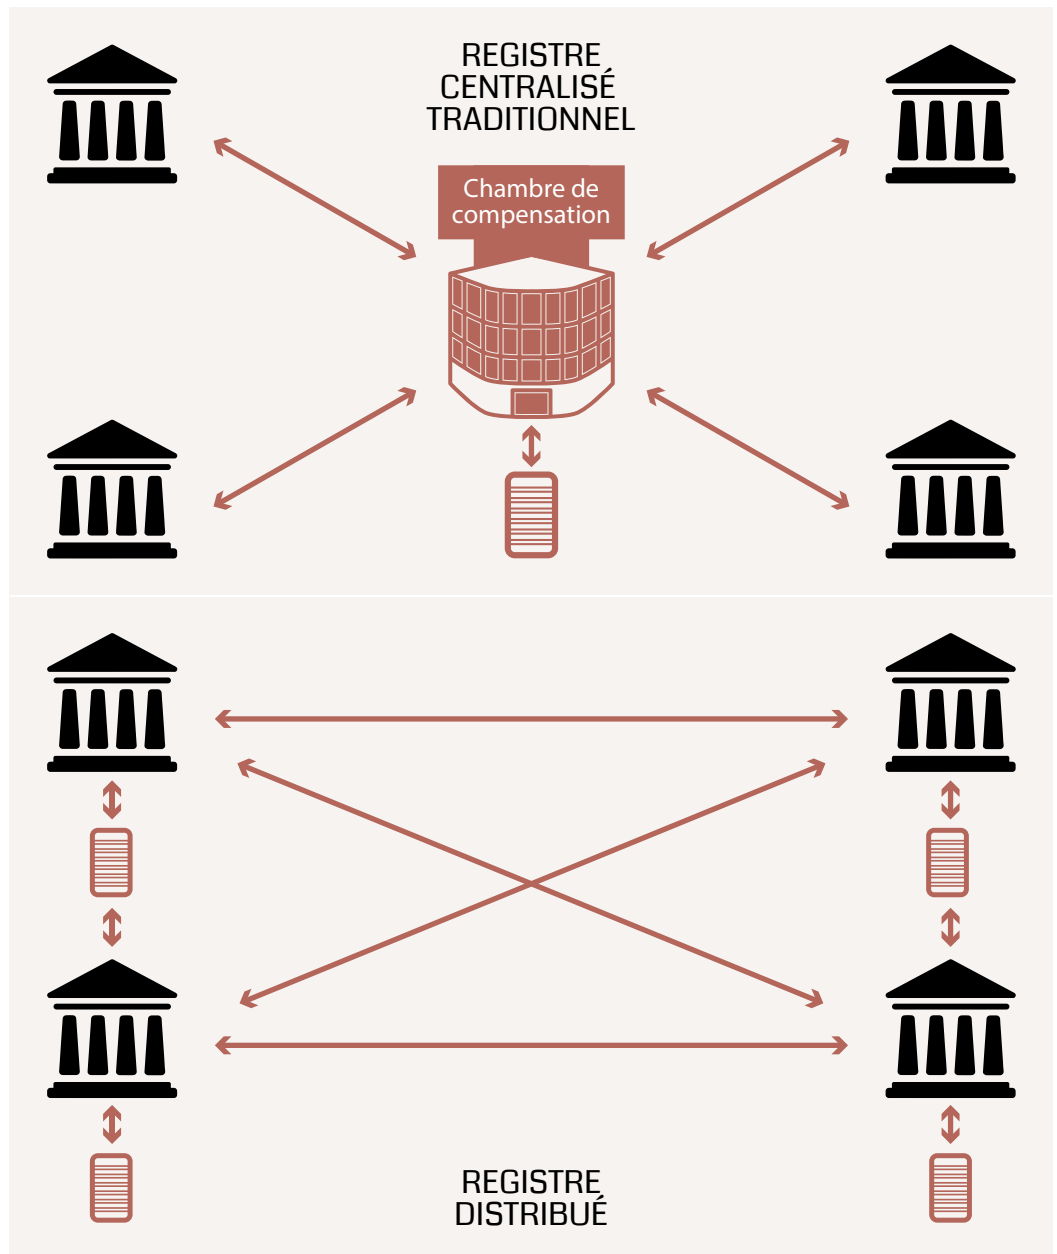 REGISTRE
CENTRALISÉ
TRADITIONNEL
Chambre de
compensation
REGISTRE
DISTRIBUÉ